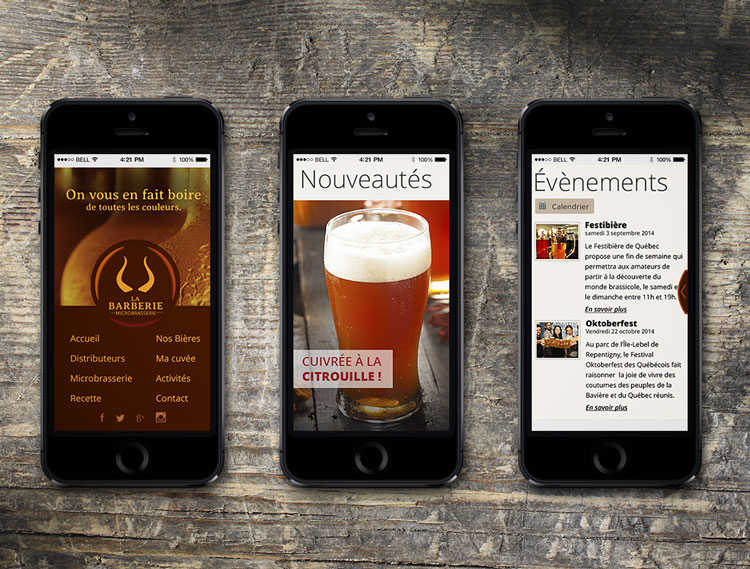 BELL 4:21 PM 100%
On vous en fait boire
de toutes les couleurs.
LA
BARBERIE
MICROBRASSERIE
Accueil Nos Bières
Distributeurs Ma cuvée
Microbrasserie Activités
Recette Contact
f g+
BELL 4:21 PM 100%
Nouveautés
CUIVRÉE À LA
CITROUILLE !
BELL 4:21 PM 100%
Évènements
Calendrier
Festibière
samedi 3 septembre 2014
Le Festibière de Québec
propose une fin de semaine qui
permettra aux amateurs de
partir à la découverte du
monde brassicole, le samedi e
le dimanche entre 11h et 19h.
En savoir plus
Oktoberfest
Vendredi 22 octobre 2014
Au parc de l'Île-Lebel de
Repentigny, le Festival
Oktoberfest des Québécois fait
raisonner la joie de vivre des
coutumes des peuples de la
Bavière et du Québec réunis.
En savoir plus